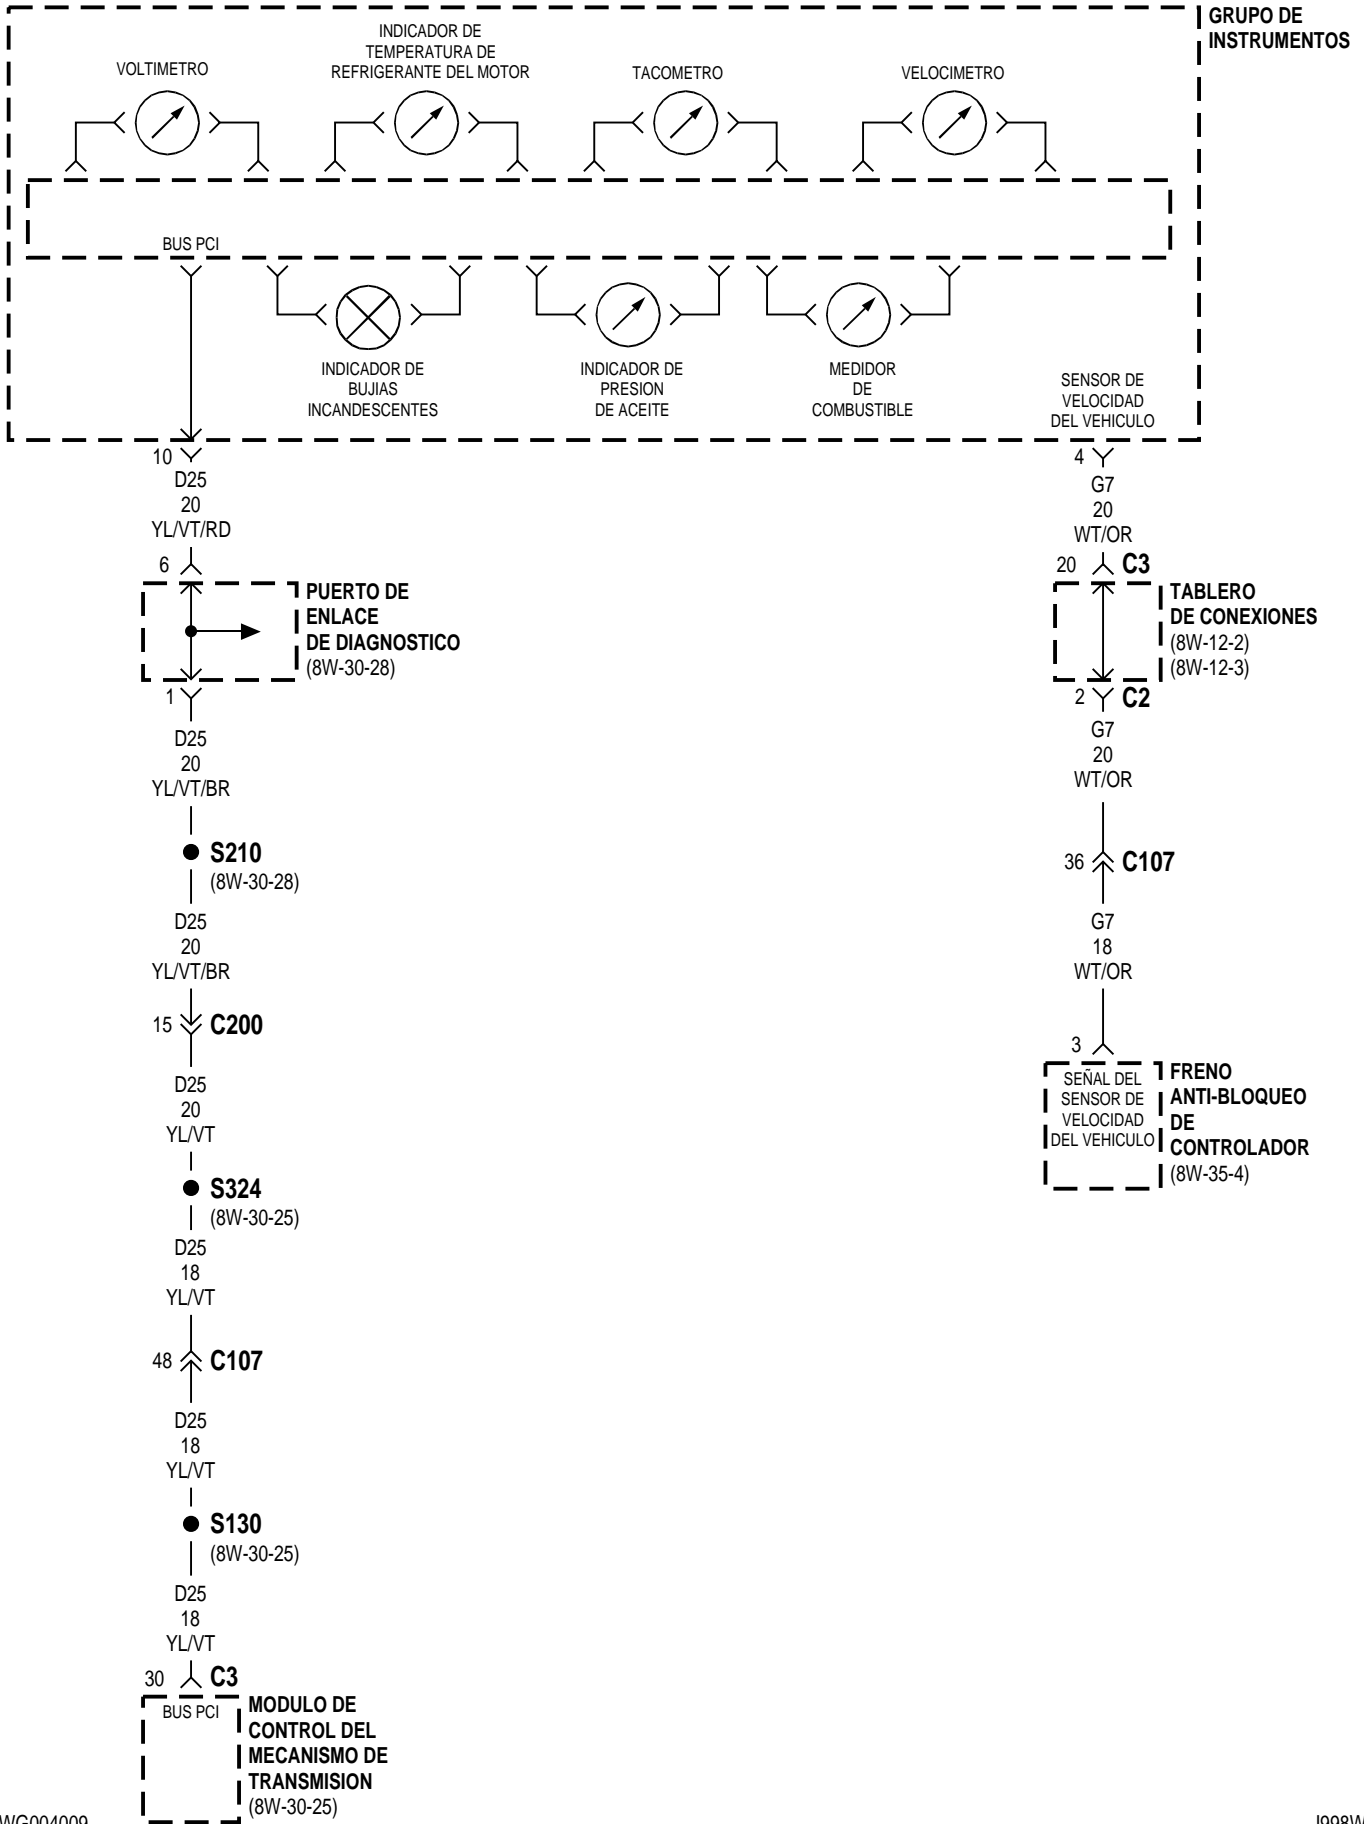 GRUPO DE
INSTRUMENTOS
INDICADOR DE
TEMPERATURA DE
REFRIGERANTE DEL MOTOR
VOLTIMETRO
TACOMETRO
VELOCIMETRO
BUS PCI
INDICADOR DE
BUJIAS
INCANDESCENTES
INDICADOR DE
PRESION
DE ACEITE
MEDIDOR
DE
COMBUSTIBLE
SENSOR DE
VELOCIDAD
DEL VEHICULO
10
D25
20
YL/VT/RD
6
PUERTO DE
ENLACE
DE DIAGNOSTICO
(8W-30-28)
1
D25
20
YL/VT/BR
S210
(8W-30-28)
D25
20
YL/VT/BR
15 C200
D25
20
YL/VT
S324
(8W-30-25)
D25
18
YL/VT
48 C107
D25
18
YL/VT
S130
(8W-30-25)
D25
18
YL/VT
30 C3
BUS PCI
MODULO DE
CONTROL DEL
MECANISMO DE
TRANSMISION
(8W-30-25)
4
G7
20
WT/OR
20 C3
TABLERO
DE CONEXIONES
(8W-12-2)
(8W-12-3)
2 C2
G7
20
WT/OR
36 C107
G7
18
WT/OR
3
SEÑAL DEL
SENSOR DE
VELOCIDAD
DEL VEHICULO
FRENO
ANTI-BLOQUEO
DE
CONTROLADOR
(8W-35-4)